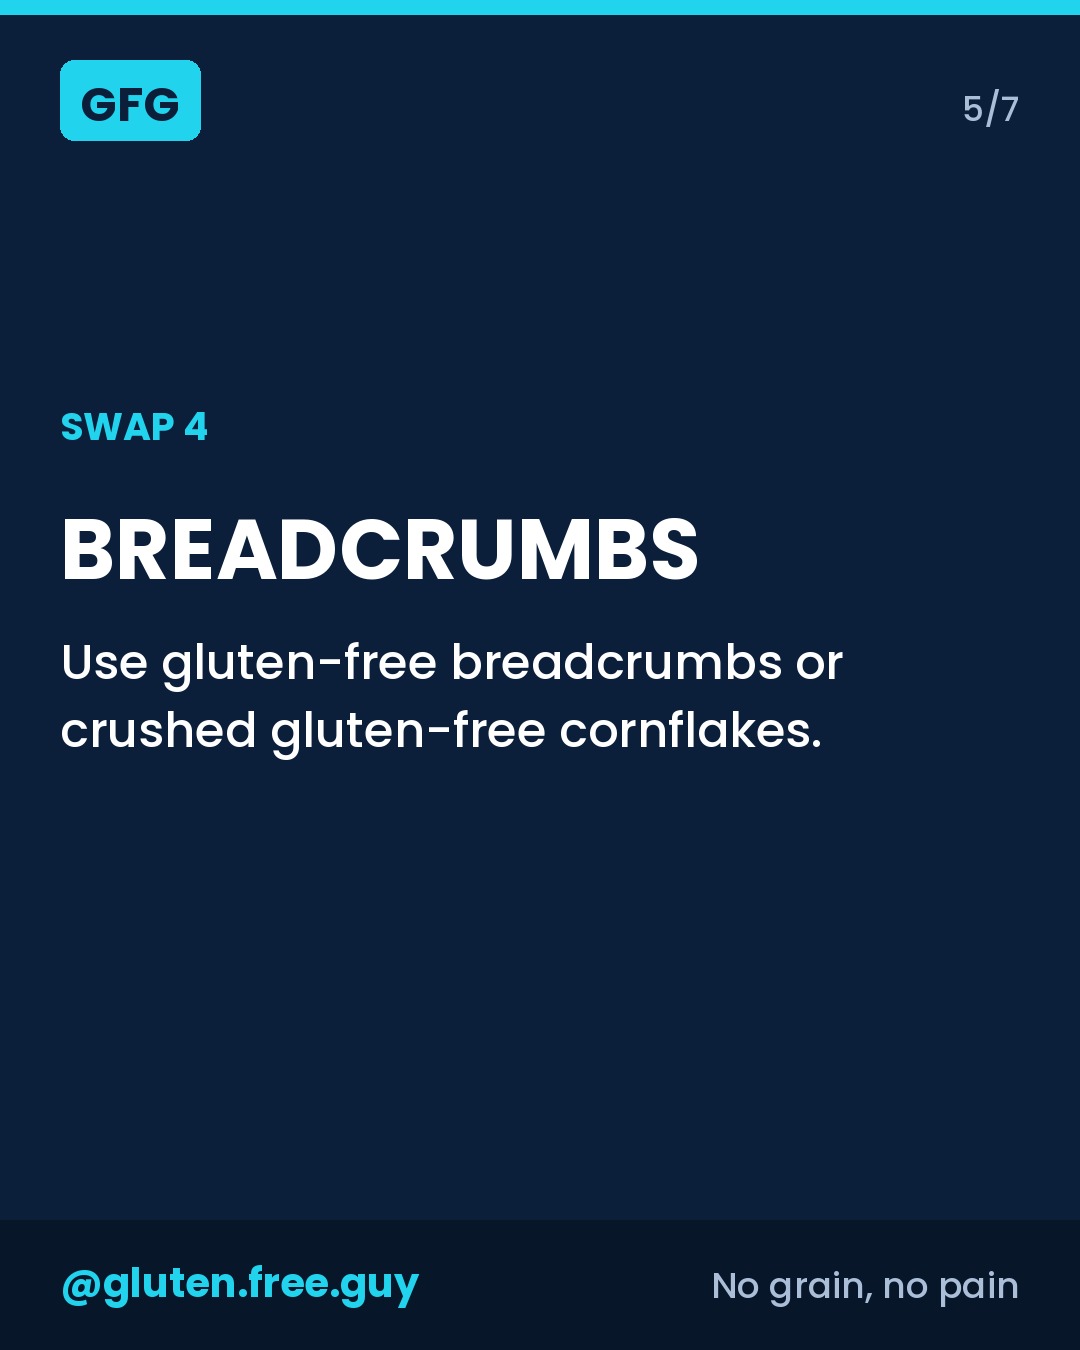 GFG
5/7
SWAP 4
BREADCRUMBS
Use gluten-free breadcrumbs or
crushed gluten-free cornflakes.
@gluten.free.guy
No grain, no pain